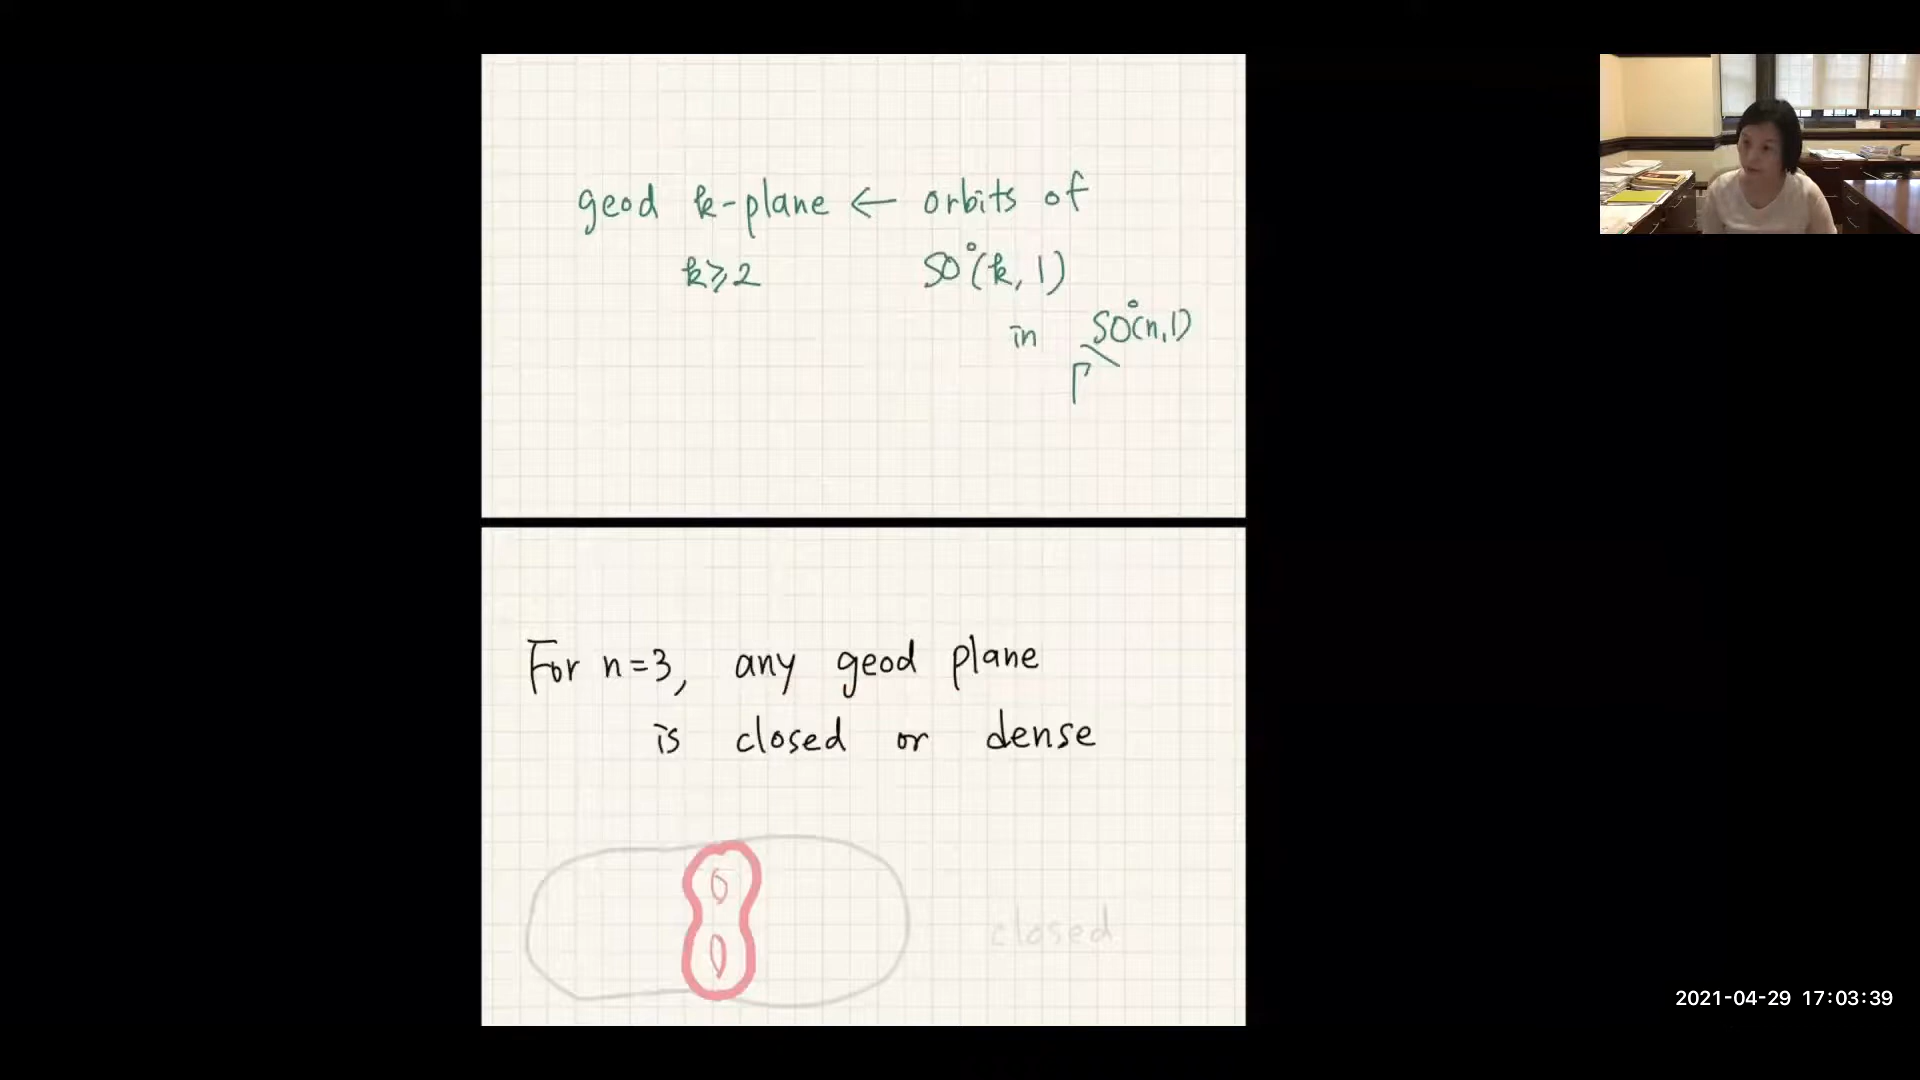 geod k-plane ← orbits of
k≥2 SO°(k, 1)
in Γ\SO°(n,1)
For n=3, any geod plane
is closed or dense
closed
2021-04-29 17:03:39